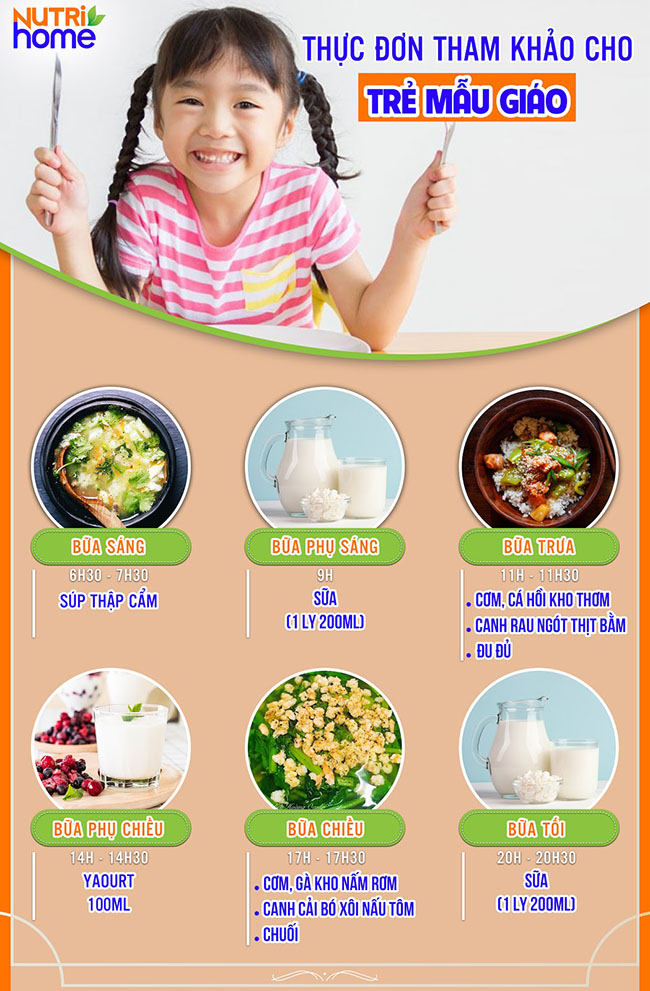 NUTRi
home
THỰC ĐƠN THAM KHẢO CHO
TRẺ MẪU GIÁO
BỮA SÁNG
6H30 - 7H30
SÚP THẬP CẨM
BỮA PHỤ SÁNG
9H
SỮA
(1 LY 200ML)
BỮA TRƯA
11H - 11H30
• CƠM, CÁ HỒI KHO THƠM
• CANH RAU NGÓT THỊT BẰM
• ĐU ĐỦ
BỮA PHỤ CHIỀU
14H - 14H30
YAOURT
100ML
BỮA CHIỀU
17H - 17H30
• CƠM, GÀ KHO NẤM RƠM
• CANH CẢI BÓ XÔI NẤU TÔM
• CHUỐI
BỮA TỐI
20H - 20H30
SỮA
(1 LY 200ML)